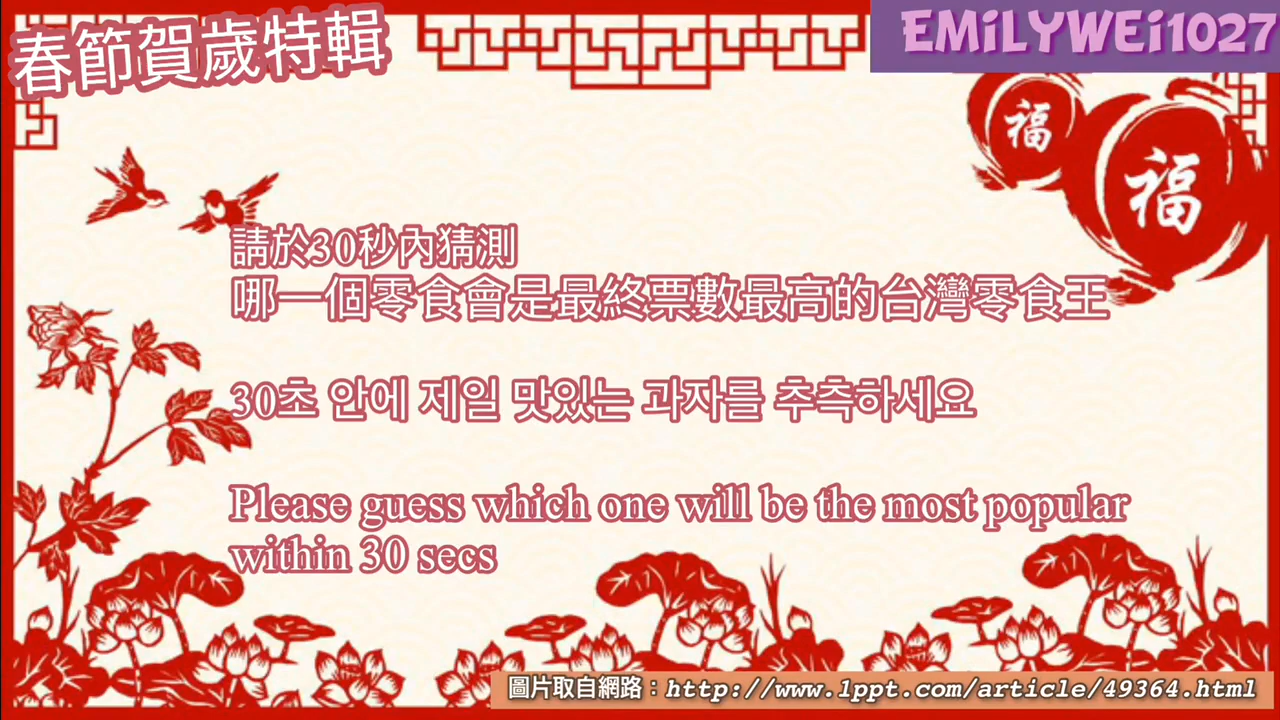 春節賀歲特輯
EMiLYWEi1027
福
福
請於30秒內猜測
哪一個零食會是最終票數最高的台灣零食王
30초 안에 제일 맛있는 과자를 추측하세요
Please guess which one will be the most popular
within 30 secs
圖片取自網路：http://www.1ppt.com/article/49364.html